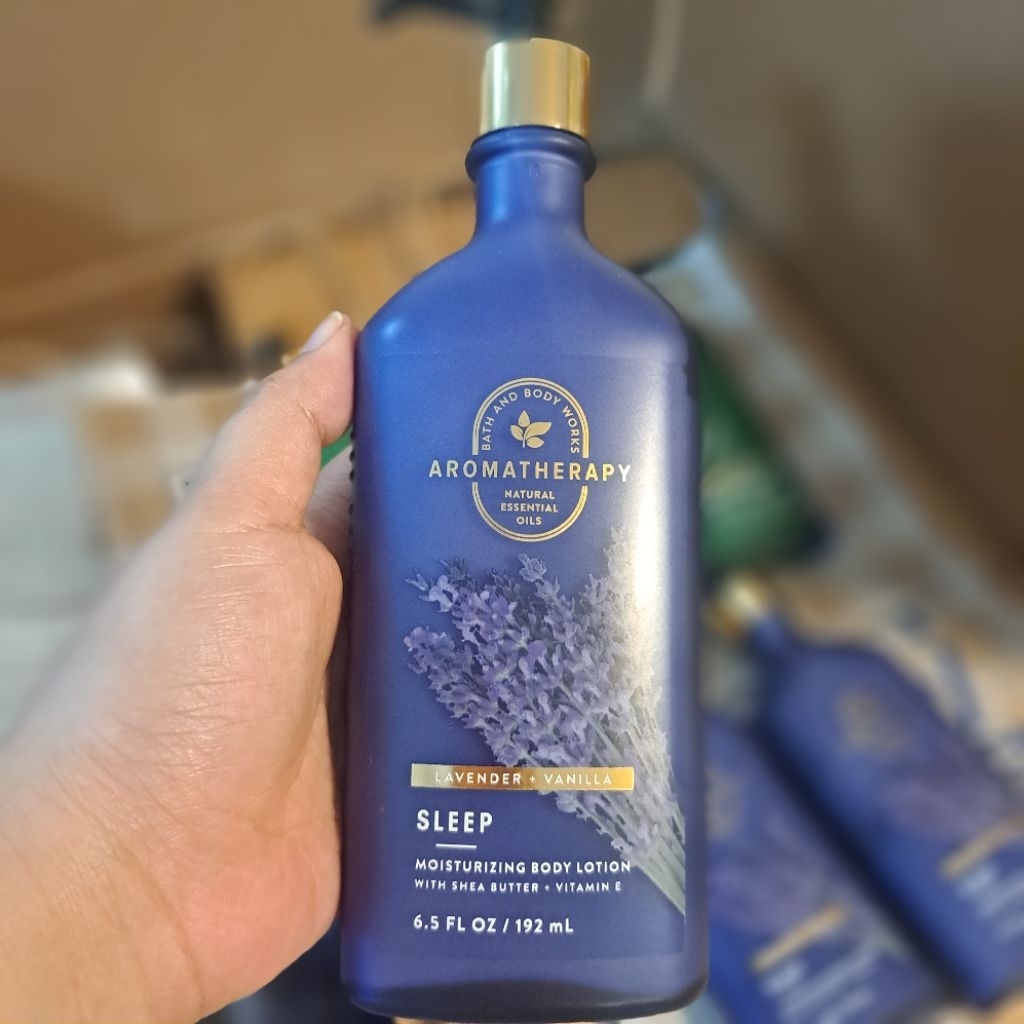 BATH AND BODY WORKS
AROMATHERAPY
NATURAL
ESSENTIAL
OILS
LAVENDER + VANILLA
SLEEP
MOISTURIZING BODY LOTION
WITH SHEA BUTTER + VITAMIN E
6.5 FL OZ / 192 mL